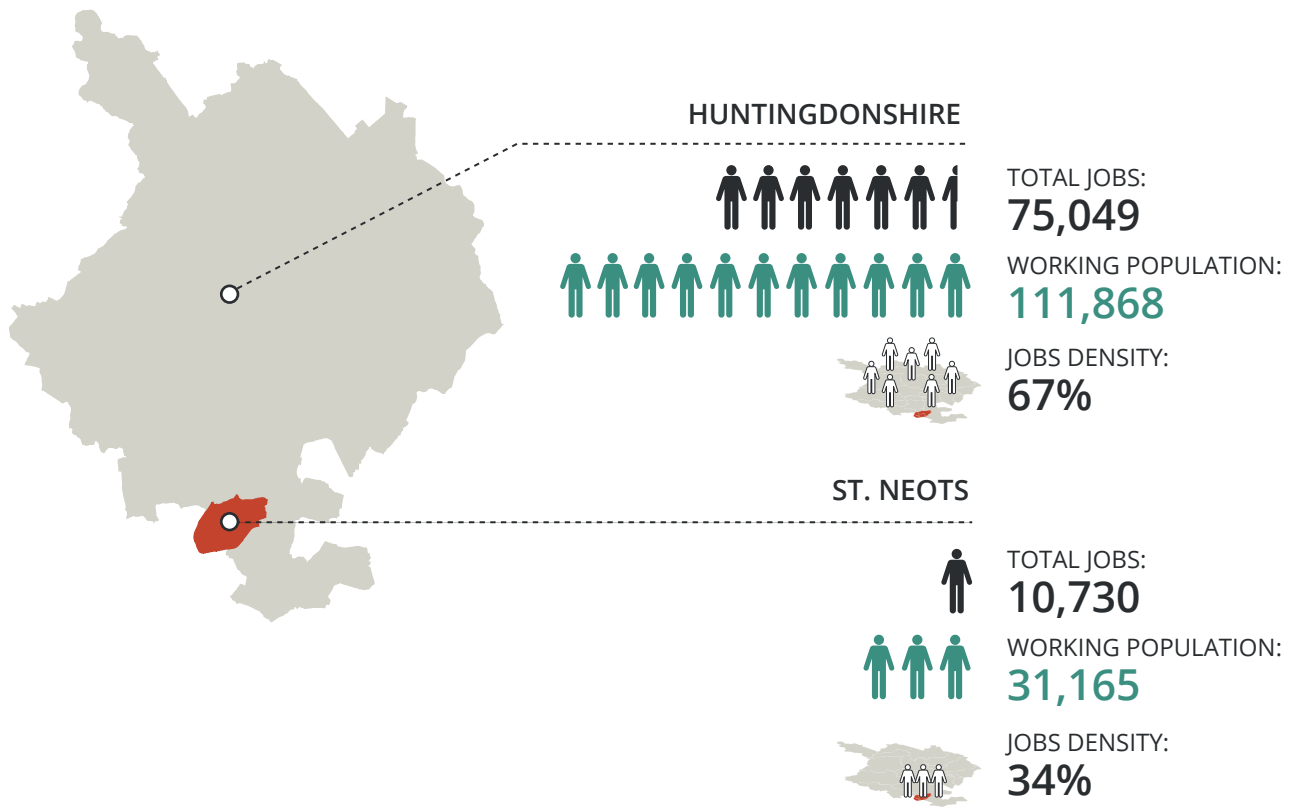 HUNTINGDONSHIRE
TOTAL JOBS:
75,049
WORKING POPULATION:
111,868
JOBS DENSITY:
67%
ST. NEOTS
TOTAL JOBS:
10,730
WORKING POPULATION:
31,165
JOBS DENSITY:
34%